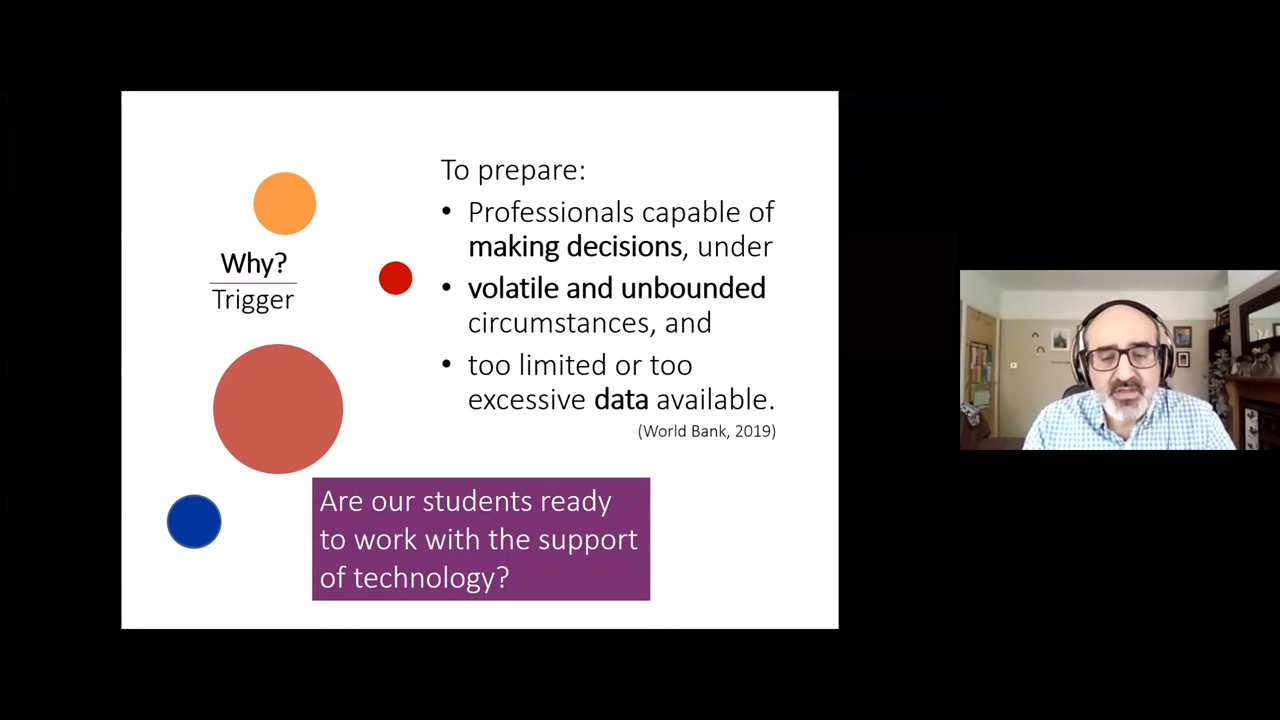 Why?
Trigger
To prepare:
• Professionals capable of
making decisions, under
• volatile and unbounded
circumstances, and
• too limited or too
excessive data available.
(World Bank, 2019)
Are our students ready
to work with the support
of technology?